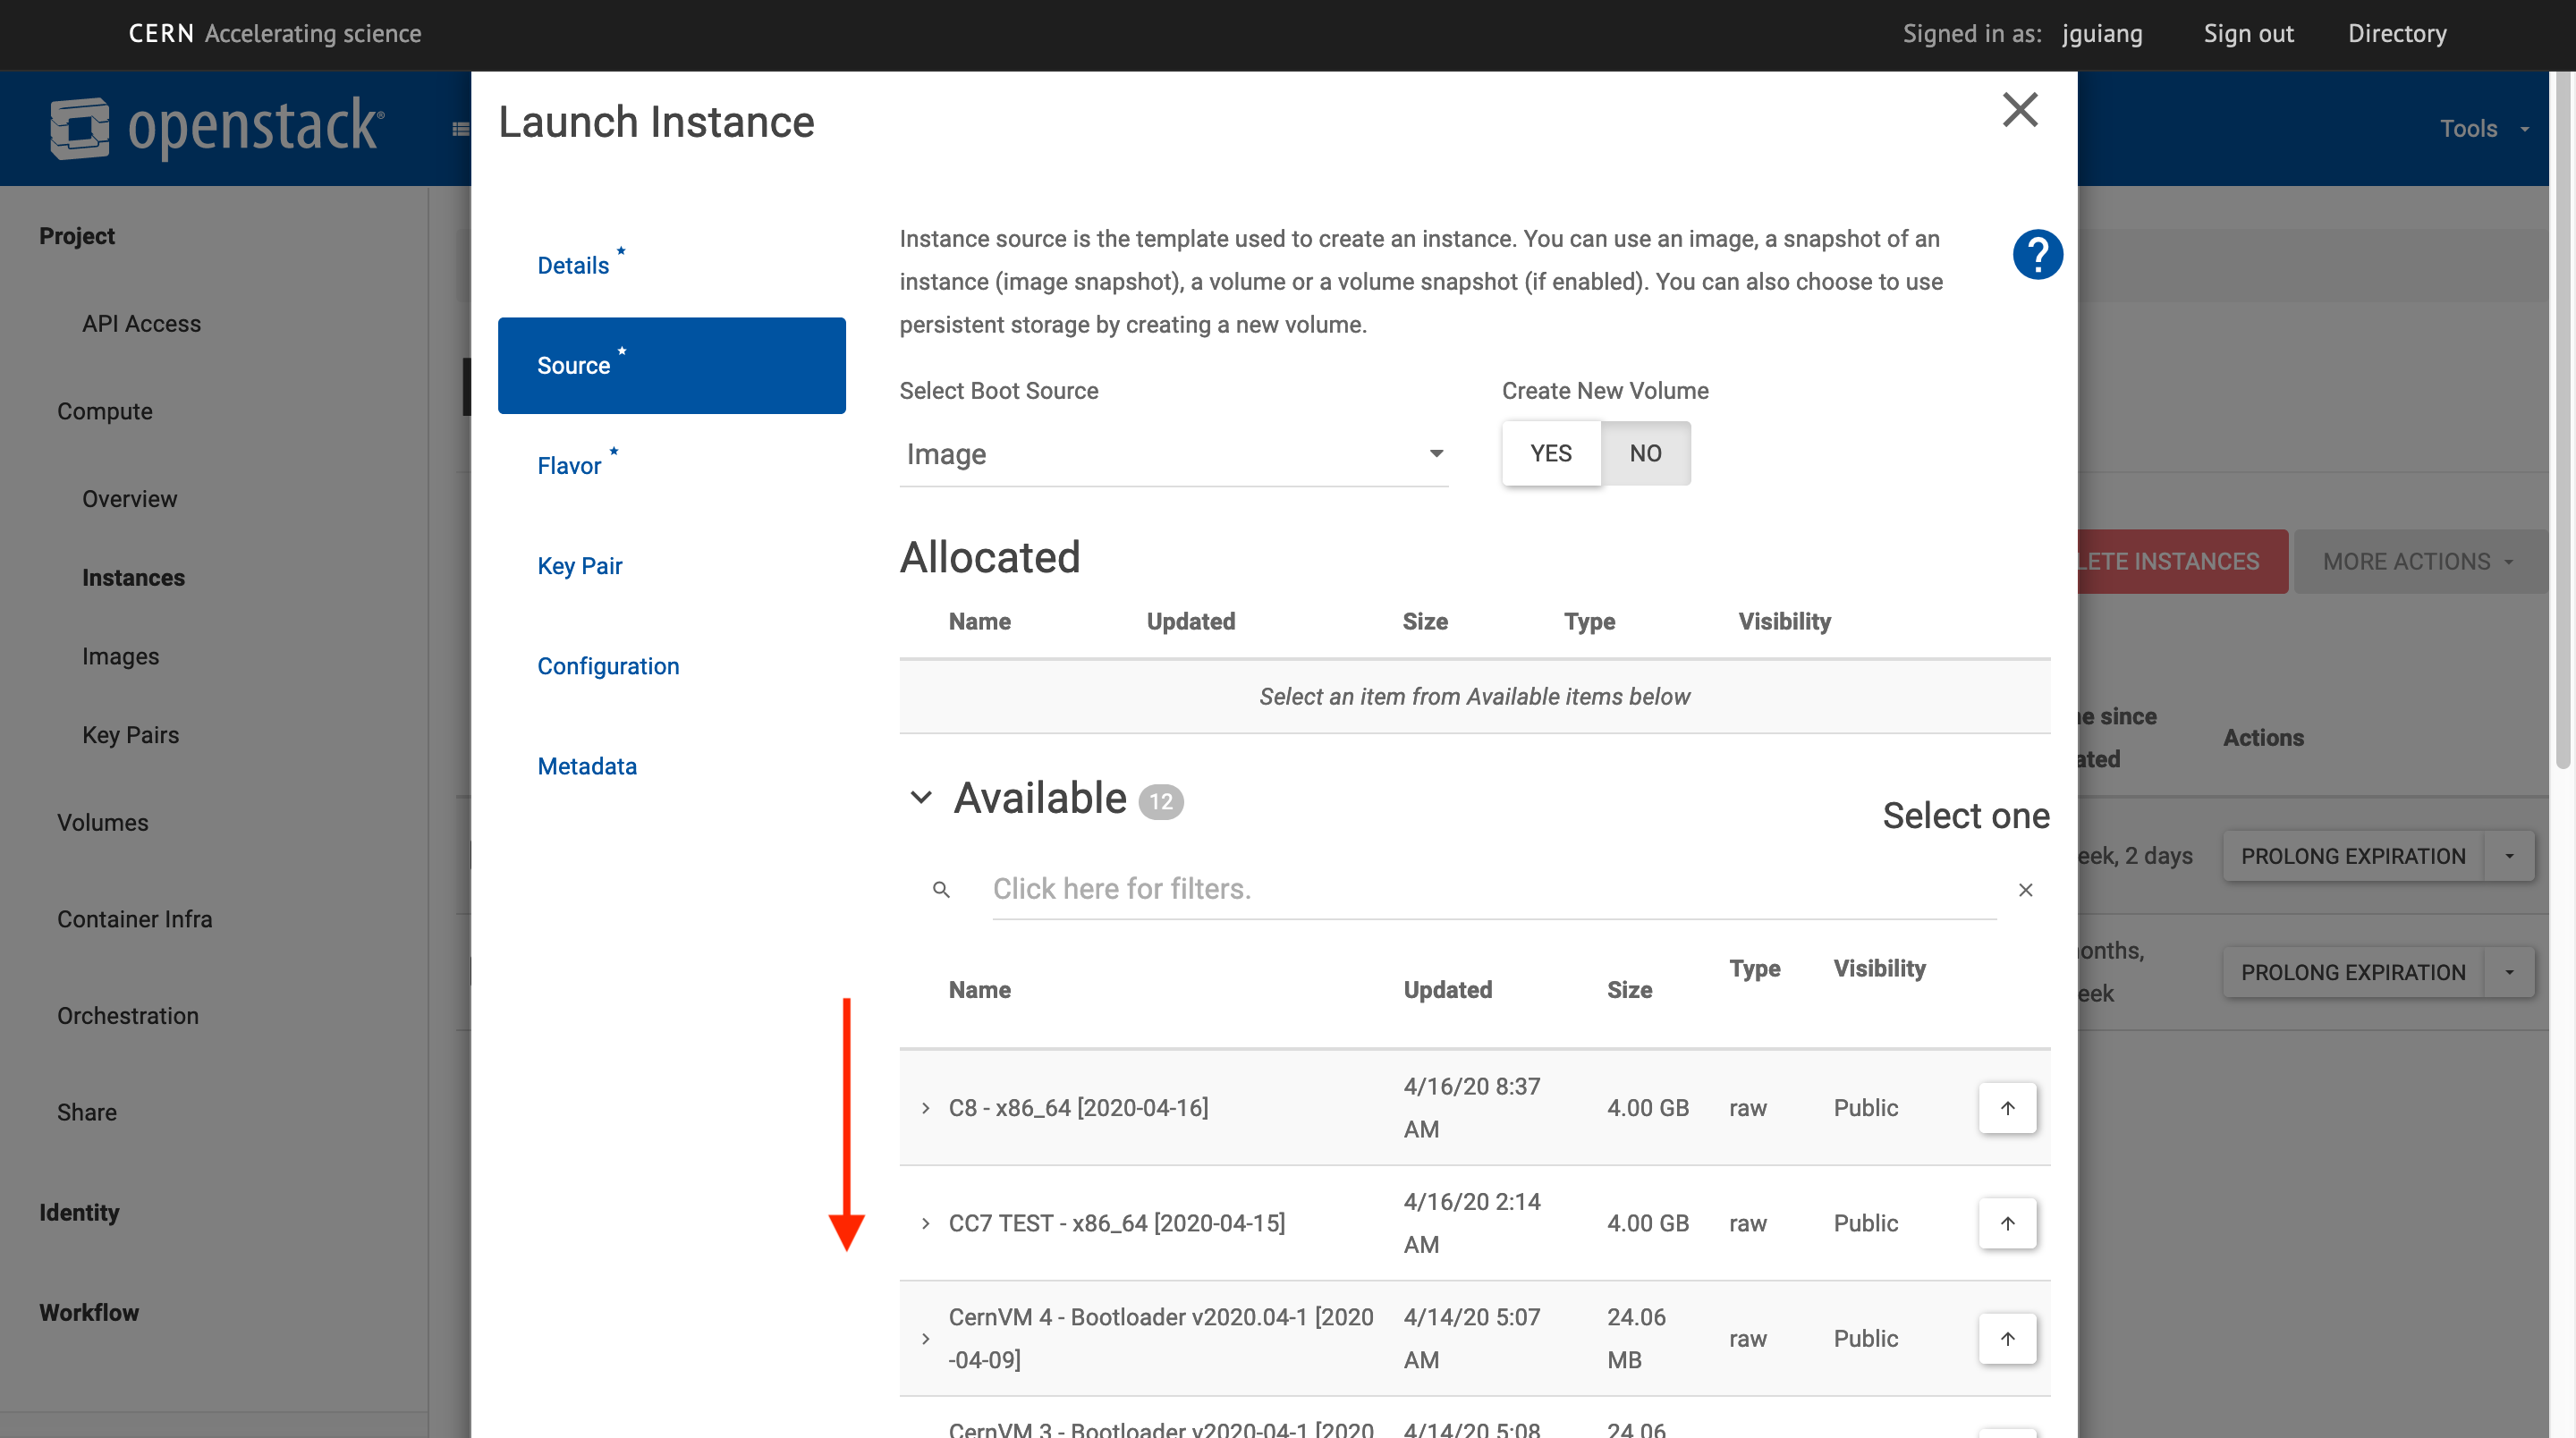 CERN Accelerating science
Signed in as: jguiang Sign out Directory
openstack
Tools
Project
API Access
Compute
Overview
Instances
Images
Key Pairs
Volumes
Container Infra
Orchestration
Share
Identity
Workflow
Launch Instance
Details *
Source *
Flavor *
Key Pair
Configuration
Metadata
Instance source is the template used to create an instance. You can use an image, a snapshot of an
instance (image snapshot), a volume or a volume snapshot (if enabled). You can also choose to use
persistent storage by creating a new volume.
?
Select Boot Source
Image
Create New Volume
YES NO
Allocated
Name Updated Size Type Visibility
Select an item from Available items below
Available 12
Select one
Click here for filters.
Name Updated Size Type Visibility
C8 - x86_64 [2020-04-16] 4/16/20 8:37 4.00 GB raw Public
AM
CC7 TEST - x86_64 [2020-04-15] 4/16/20 2:14 4.00 GB raw Public
AM
CernVM 4 - Bootloader v2020.04-1 [2020 4/14/20 5:07 24.06 raw Public
-04-09] AM MB
CernVM 3 - Bootloader v2020-04-1 [2020 4/14/20 5:08 24.06
LETE INSTANCES
MORE ACTIONS
since
ated
Actions
eek, 2 days
PROLONG EXPIRATION
onths,
eek
PROLONG EXPIRATION